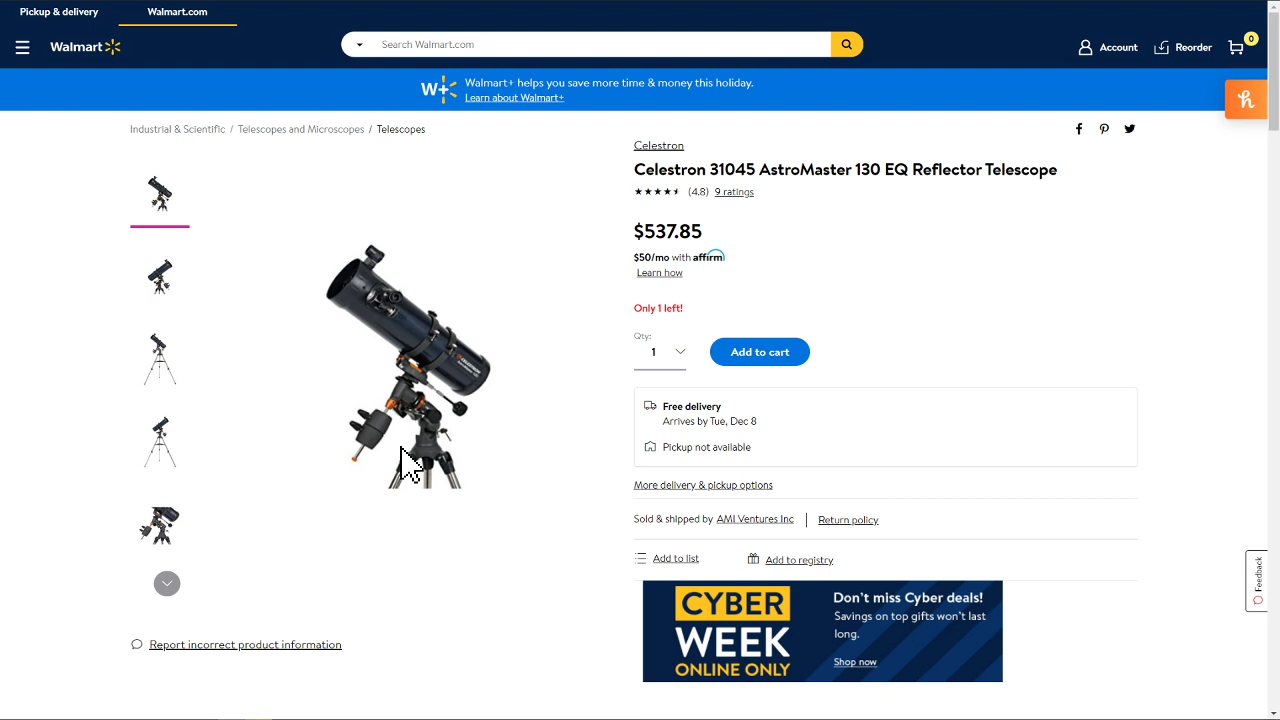 Pickup & delivery
Walmart.com
Walmart
Search Walmart.com
Account
Reorder
0
W+
Walmart+ helps you save more time & money this holiday.
Learn about Walmart+
Industrial & Scientific / Telescopes and Microscopes / Telescopes
Celestron
Celestron 31045 AstroMaster 130 EQ Reflector Telescope
(4.8) 9 ratings
$537.85
$50/mo with affirm
Learn how
Only 1 left!
Qty:
1
Add to cart
Free delivery
Arrives by Tue, Dec 8
Pickup not available
More delivery & pickup options
Sold & shipped by AMI Ventures Inc | Return policy
Add to list
Add to registry
CYBER
WEEK
ONLINE ONLY
Don't miss Cyber deals!
Savings on top gifts won't last
long.
Shop now
Feedback
Report incorrect product information